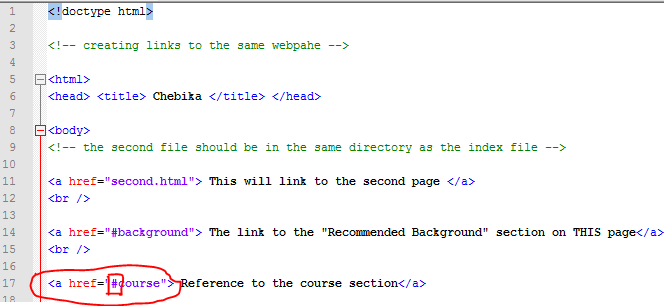 1 <!doctype html>
2
3 <!-- creating links to the same webpahe -->
4
5 <html>
6 <head> <title> Chebika </title> </head>
7
8 <body>
9 <!-- the second file should be in the same directory as the index file -->
10
11 <a href="second.html"> This will link to the second page </a>
12 <br />
13
14 <a href="#background"> The link to the "Recommended Background" section on THIS page</a>
15 <br />
16
17 <a href="#course"> Reference to the course section</a>
18